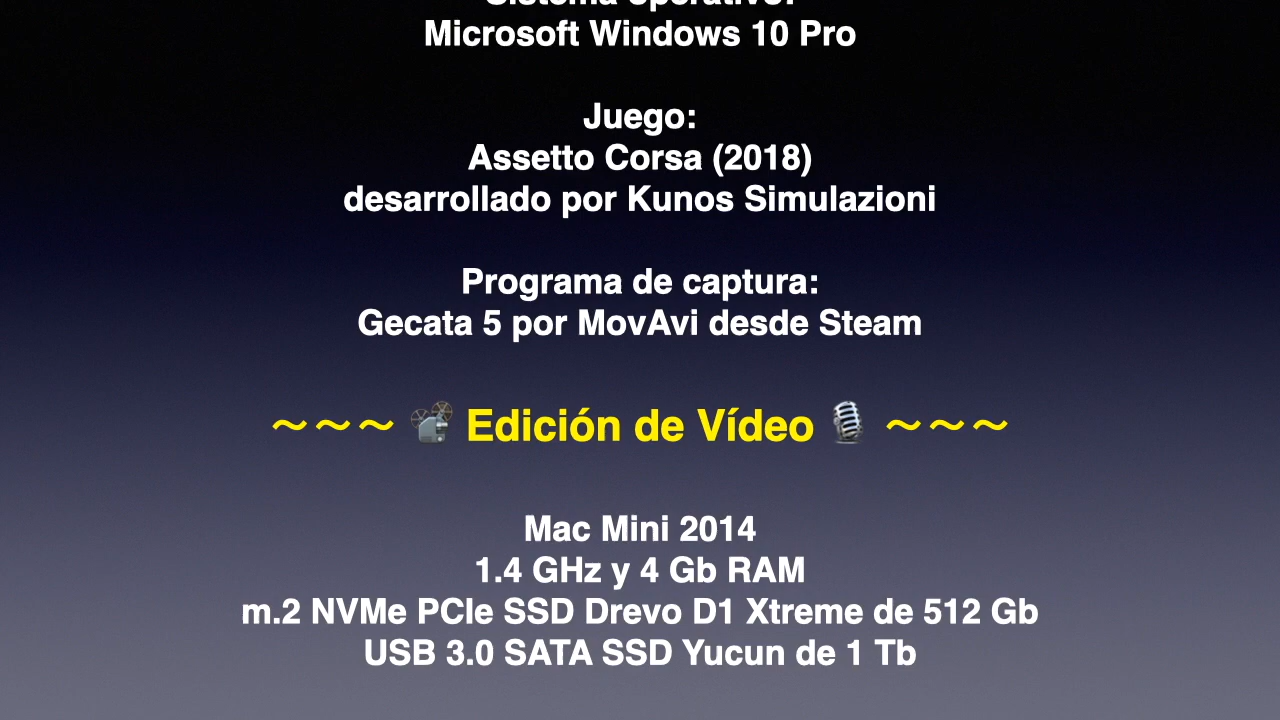 Sistema operativo:
Microsoft Windows 10 Pro
Juego:
Assetto Corsa (2018)
desarrollado por Kunos Simulazioni
Programa de captura:
Gecata 5 por MovAvi desde Steam
~~~ 📽 Edición de Vídeo 🎙 ~~~
Mac Mini 2014
1.4 GHz y 4 Gb RAM
m.2 NVMe PCIe SSD Drevo D1 Xtreme de 512 Gb
USB 3.0 SATA SSD Yucun de 1 Tb